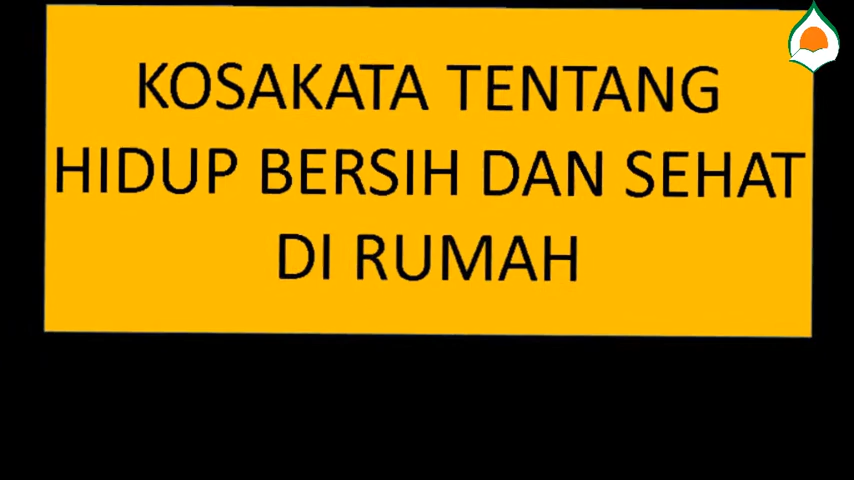 KOSAKATA TENTANG
HIDUP BERSIH DAN SEHAT
DI RUMAH